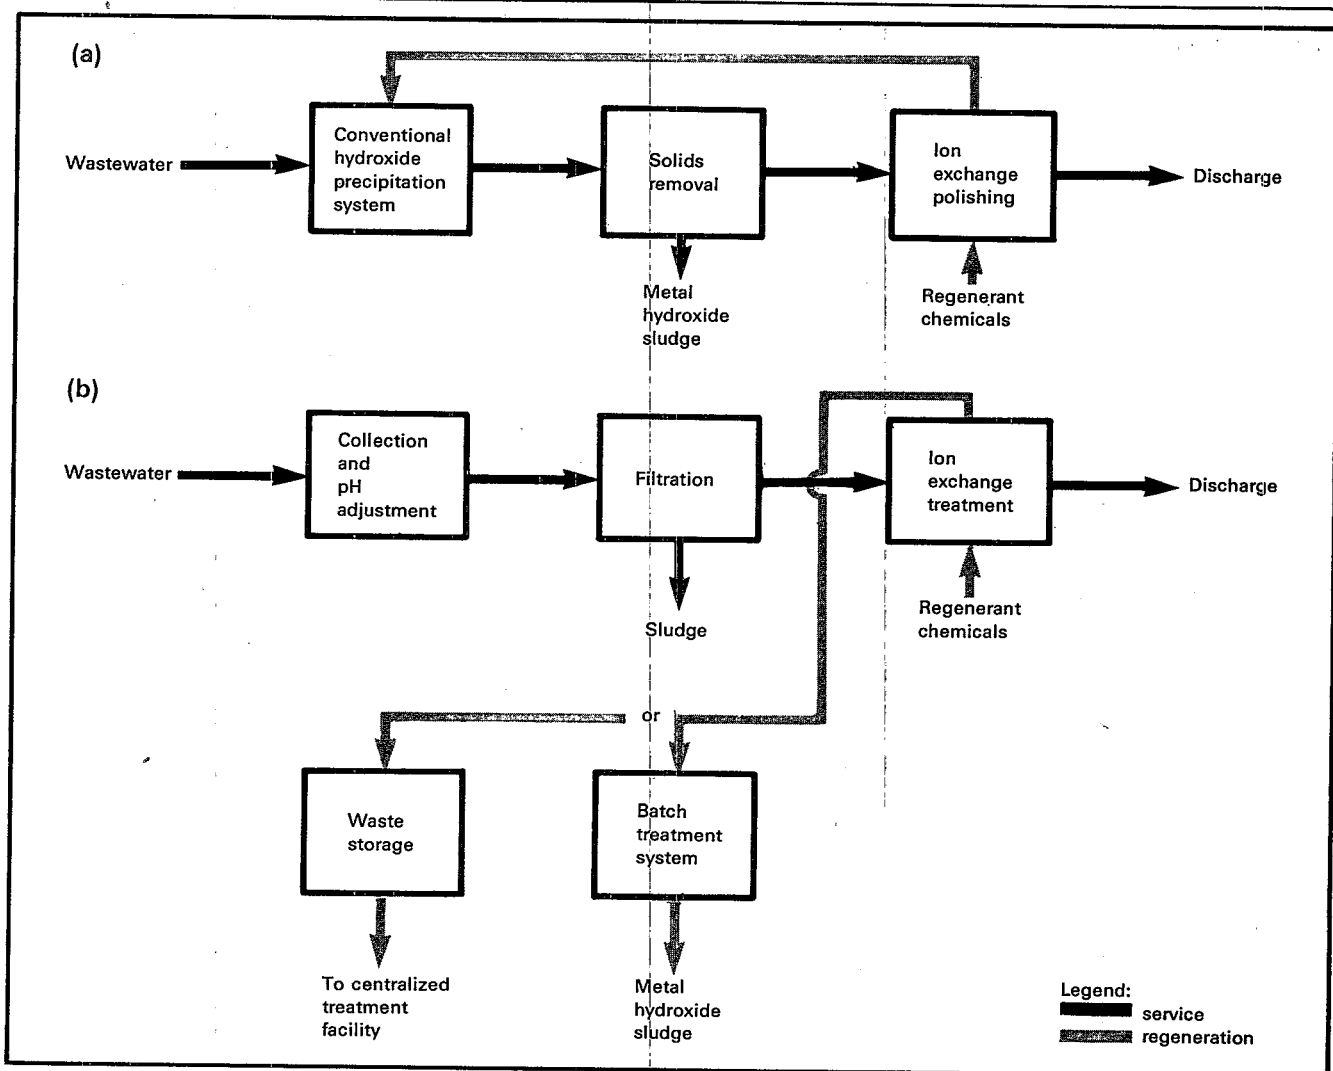 (a)
Wastewater
Conventional
hydroxide
precipitation
system
Solids
removal
Ion
exchange
polishing
Discharge
Metal
hydroxide
sludge
Regenerant
chemicals
(b)
Wastewater
Collection
and
pH
adjustment
Filtration
Ion
exchange
treatment
Discharge
Sludge
Regenerant
chemicals
or
Waste
storage
Batch
treatment
system
To centralized
treatment
facility
Metal
hydroxide
sludge
Legend:
service
regeneration